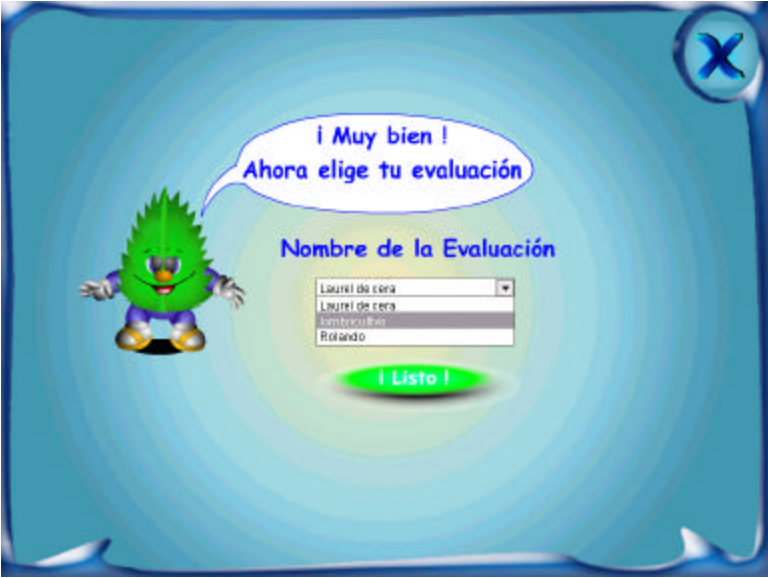 ¡ Muy bien !
Ahora elige tu evaluación
Nombre de la Evaluación
Laurel de cera
Laurel de cera
lombricultivo
Rolando
¡ Listo !
X